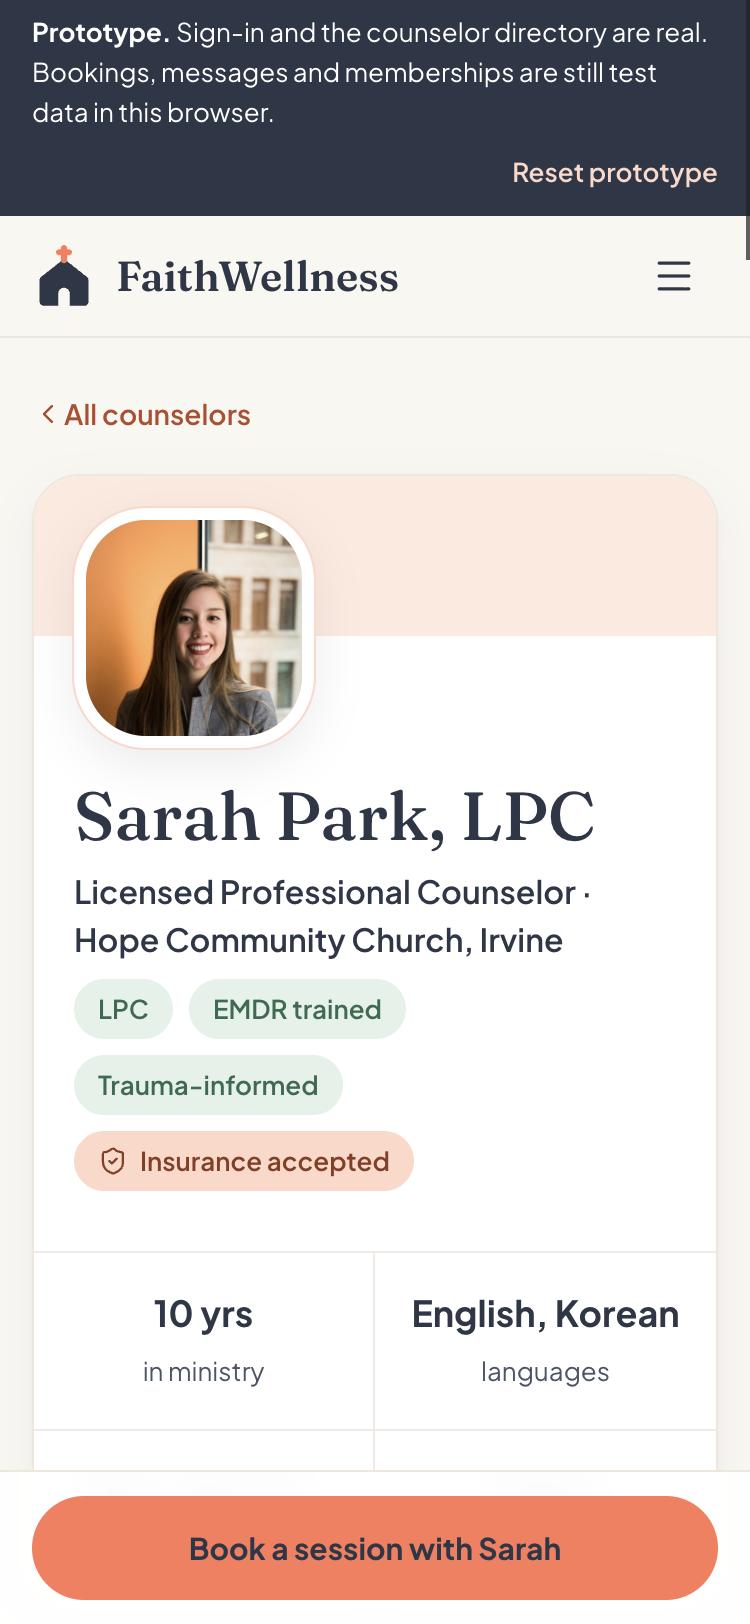 Prototype. Sign-in and the counselor directory are real.
Bookings, messages and memberships are still test
data in this browser.
Reset prototype
FaithWellness
All counselors
Sarah Park, LPC
Licensed Professional Counselor ·
Hope Community Church, Irvine
LPC
EMDR trained
Trauma-informed
Insurance accepted
10 yrs
in ministry
English, Korean
languages
Book a session with Sarah